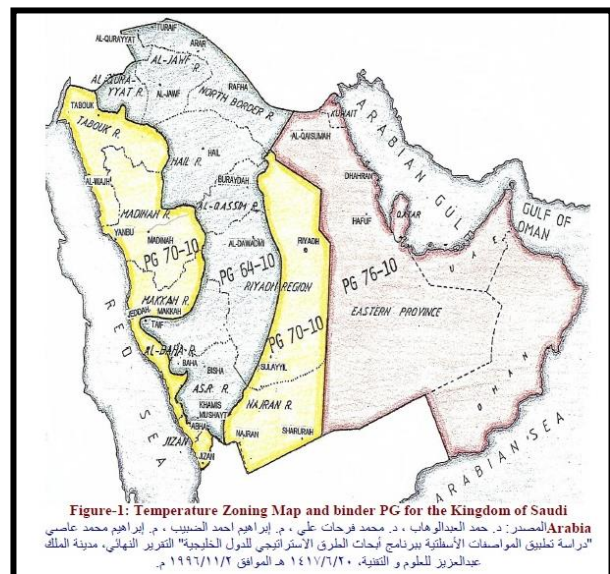 TURAIF
AL-QURAYYAT
ARAR
AL-JAWF R.
RAFHA
AL-JAWF
NORTH BORDER R.
TABOUK
TABOUK R.
AL-QAISUMAH
KUWAIT
ARABIAN GULF
HAIL R.
HAIL
BURAYDAH
DHAHRAN
AL-WAJH
MADINAH R.
AL-QASSIM R.
QATAR
GULF OF
OMAN
YANBU
MADINAH
AL-DAWADMI
RIYADH
HAFUF
U A E
PG 70-10
PG 64-10
RIYADH REGION
PG 76-10
MAKKAH R.
EASTERN PROVINCE
JEDDAH
MAKKAH
TAIF
PG 70-10
RED SEA
AL-BAHA R.
BAHA
BISHA
SULAYYIL
OMAN
ASR. R.
KHAMIS
MUSHAYT
ABHA
NAJRAN R.
JIZAN
NAJRAN
SHARURAH
JIZAN
ARABIAN SEA
Figure-1: Temperature Zoning Map and binder PG for the Kingdom of Saudi
Arabia المصدر: د. حمد العبدالوهاب ، د. محمد فرحات علي ، م. إبراهيم احمد الضبيب ، م. إبراهيم محمد عاصي
"دراسة تطبيق المواصفات الأسفلتية ببرنامج أبحاث الطرق الاستراتيجي للدول الخليجية" التقرير النهائي، مدينة الملك
عبدالعزيز للعلوم و التقنية، ١٤١٧/٦/٢٠ هـ الموافق ١٩٩٦/١١/٢ م.